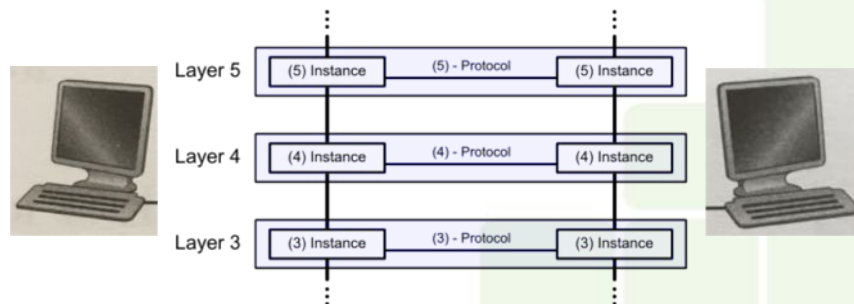 Layer 5
(5) Instance
(5) - Protocol
(5) Instance
Layer 4
(4) Instance
(4) - Protocol
(4) Instance
Layer 3
(3) Instance
(3) - Protocol
(3) Instance